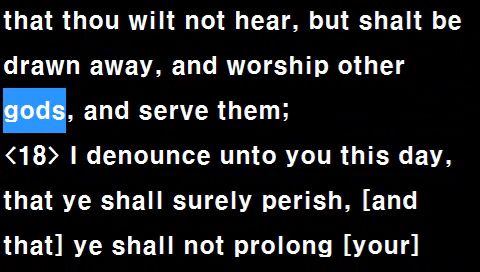 that thou wilt not hear, but shalt be
drawn away, and worship other
gods, and serve them;
<18> I denounce unto you this day,
that ye shall surely perish, [and
that] ye shall not prolong [your]